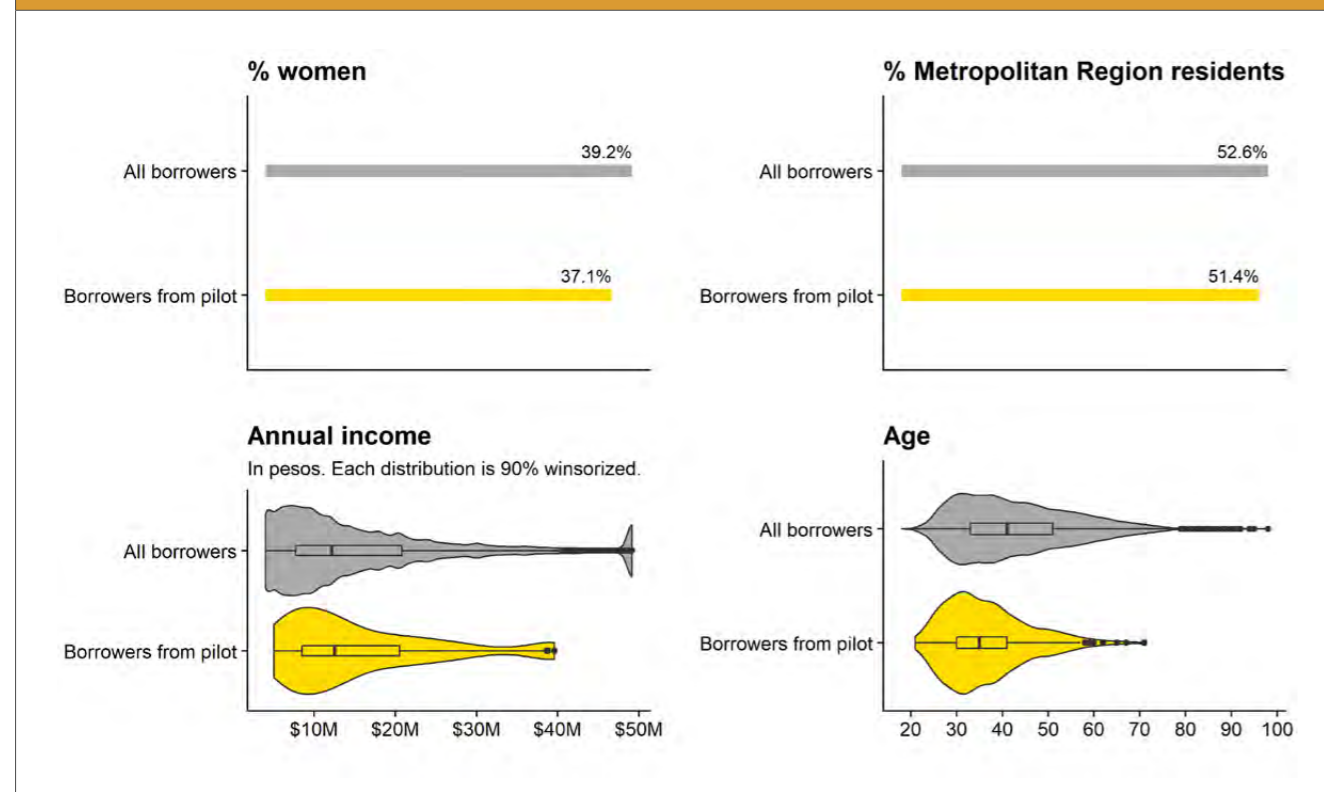 % women
All borrowers
39.2%
Borrowers from pilot
37.1%
% Metropolitan Region residents
All borrowers
52.6%
Borrowers from pilot
51.4%
Annual income
In pesos. Each distribution is 90% winsorized.
All borrowers
Borrowers from pilot
$10M $20M $30M $40M $50M
Age
All borrowers
Borrowers from pilot
20 30 40 50 60 70 80 90 100